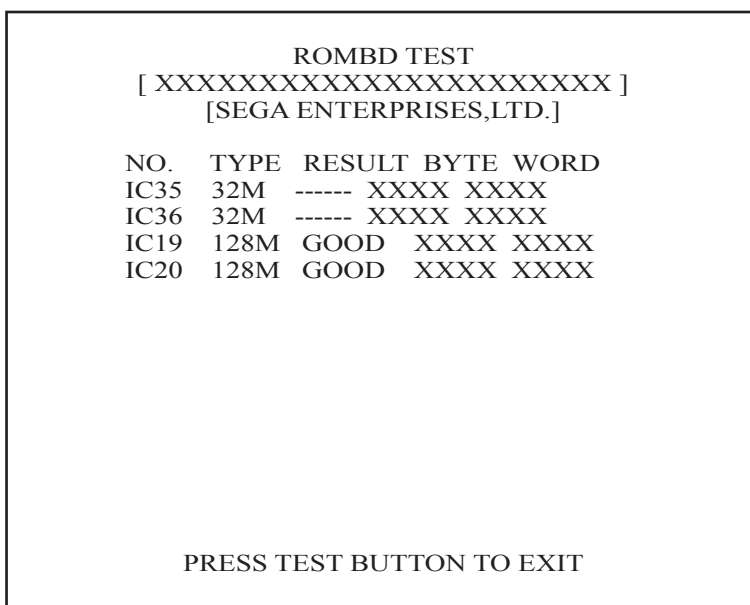 ROMBD TEST
[ XXXXXXXXXXXXXXXXXXXXXX ]
[SEGA ENTERPRISES,LTD.]
NO. TYPE RESULT BYTE WORD
IC35 32M ------ XXXX XXXX
IC36 32M ------ XXXX XXXX
IC19 128M GOOD XXXX XXXX
IC20 128M GOOD XXXX XXXX
PRESS TEST BUTTON TO EXIT